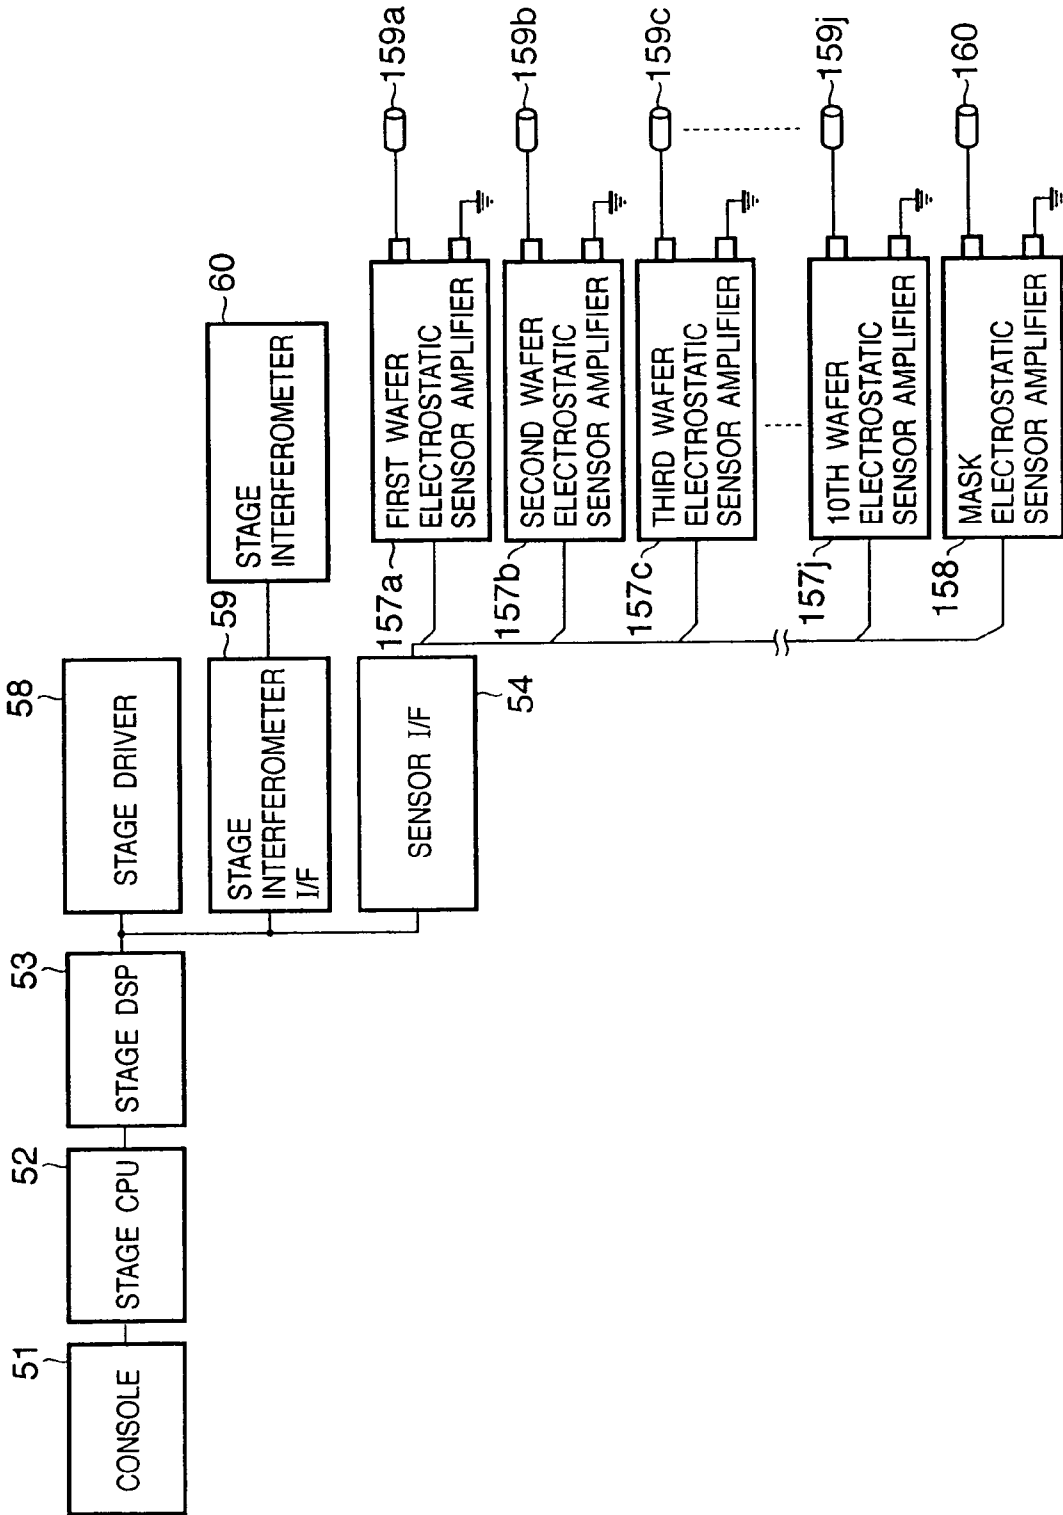 51
CONSOLE
52
STAGE CPU
53
STAGE DSP
58
STAGE DRIVER
59
STAGE
INTERFEROMETER
I/F
60
STAGE
INTERFEROMETER
54
SENSOR I/F
157a
FIRST WAFER
ELECTROSTATIC
SENSOR AMPLIFIER
159a
157b
SECOND WAFER
ELECTROSTATIC
SENSOR AMPLIFIER
159b
157c
THIRD WAFER
ELECTROSTATIC
SENSOR AMPLIFIER
159c
157j
10TH WAFER
ELECTROSTATIC
SENSOR AMPLIFIER
159j
158
MASK
ELECTROSTATIC
SENSOR AMPLIFIER
160